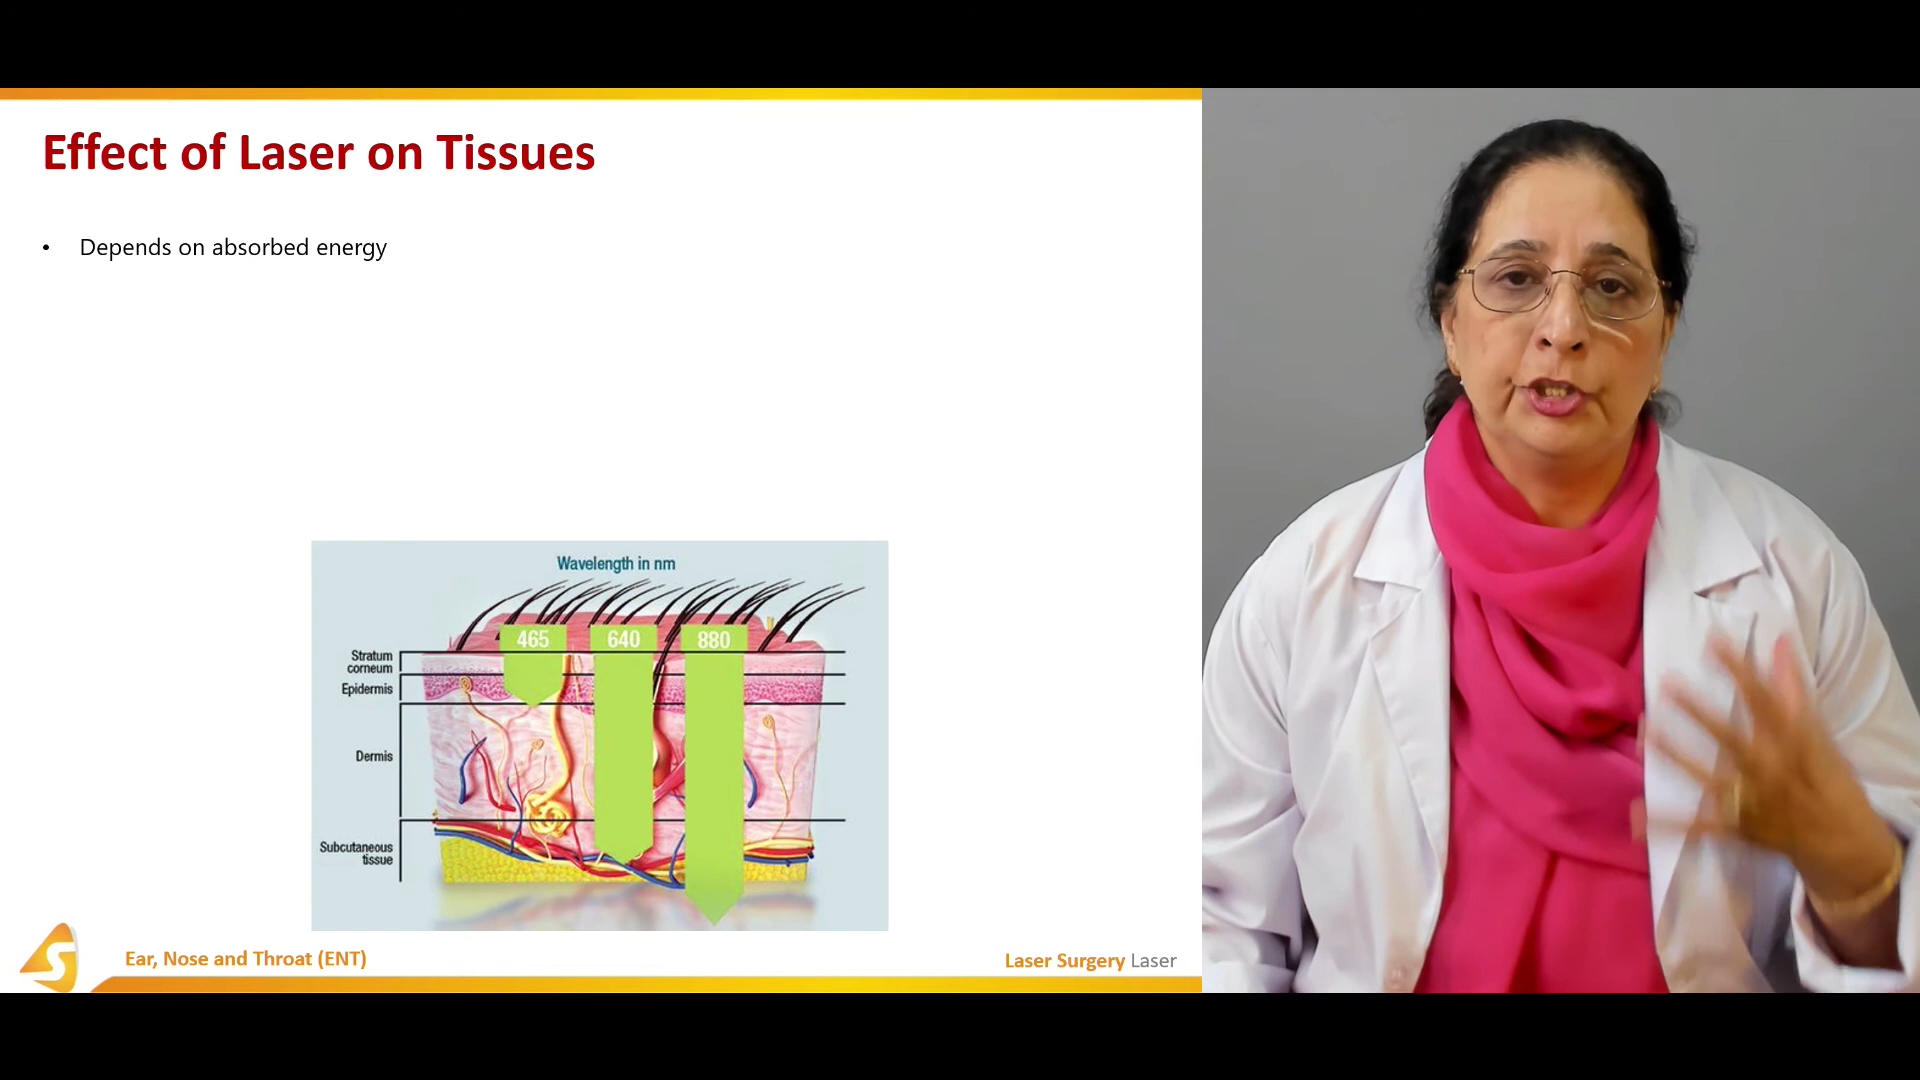 Effect of Laser on Tissues
• Depends on absorbed energy
Wavelength in nm
465 640 880
Stratum
corneum
Epidermis
Dermis
Subcutaneous
tissue
S
Ear, Nose and Throat (ENT)
Laser Surgery Laser